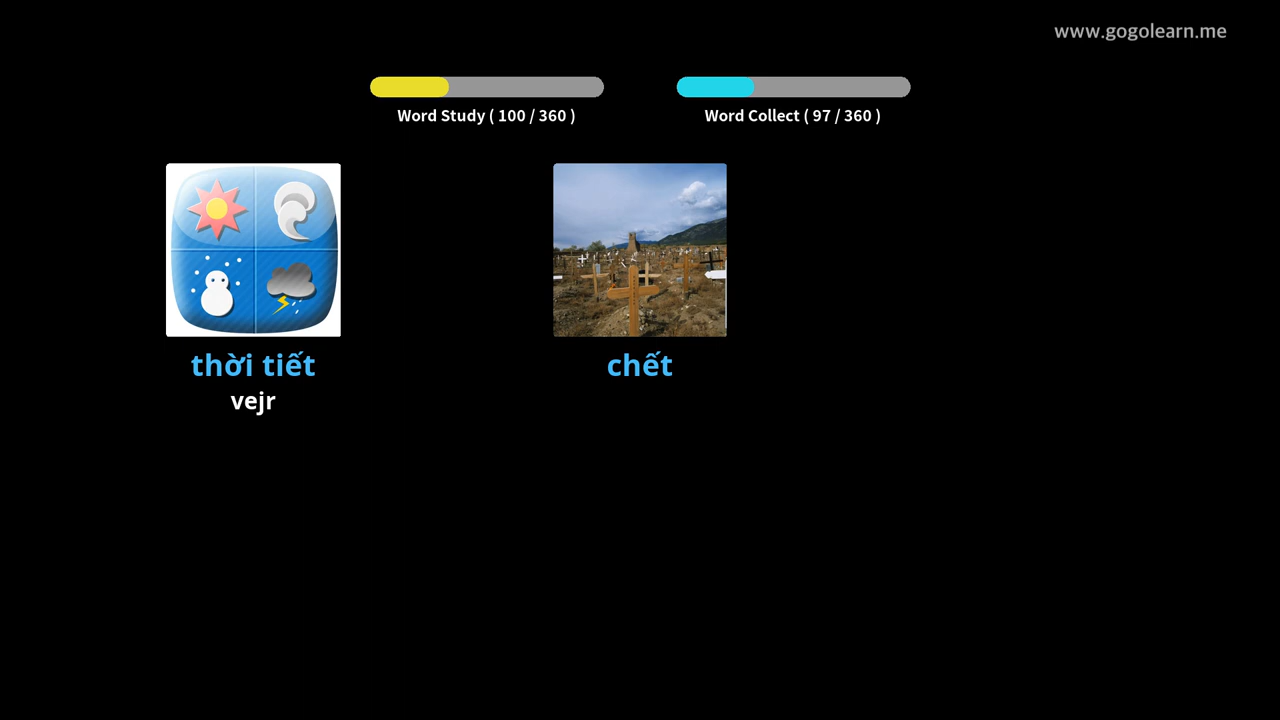 www.gogolearn.me
Word Study ( 100 / 360 )
Word Collect ( 97 / 360 )
thời tiết
vejr
chết